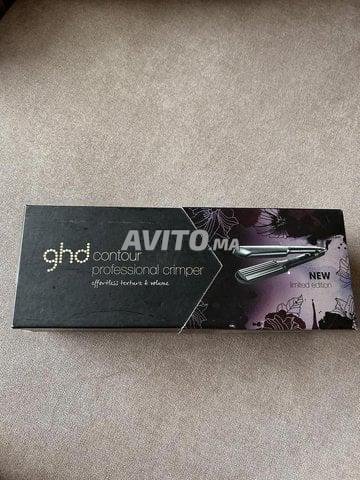 AVITO.ma
ghd contour
professional crimper
effortless texture & volume
NEW
limited edition